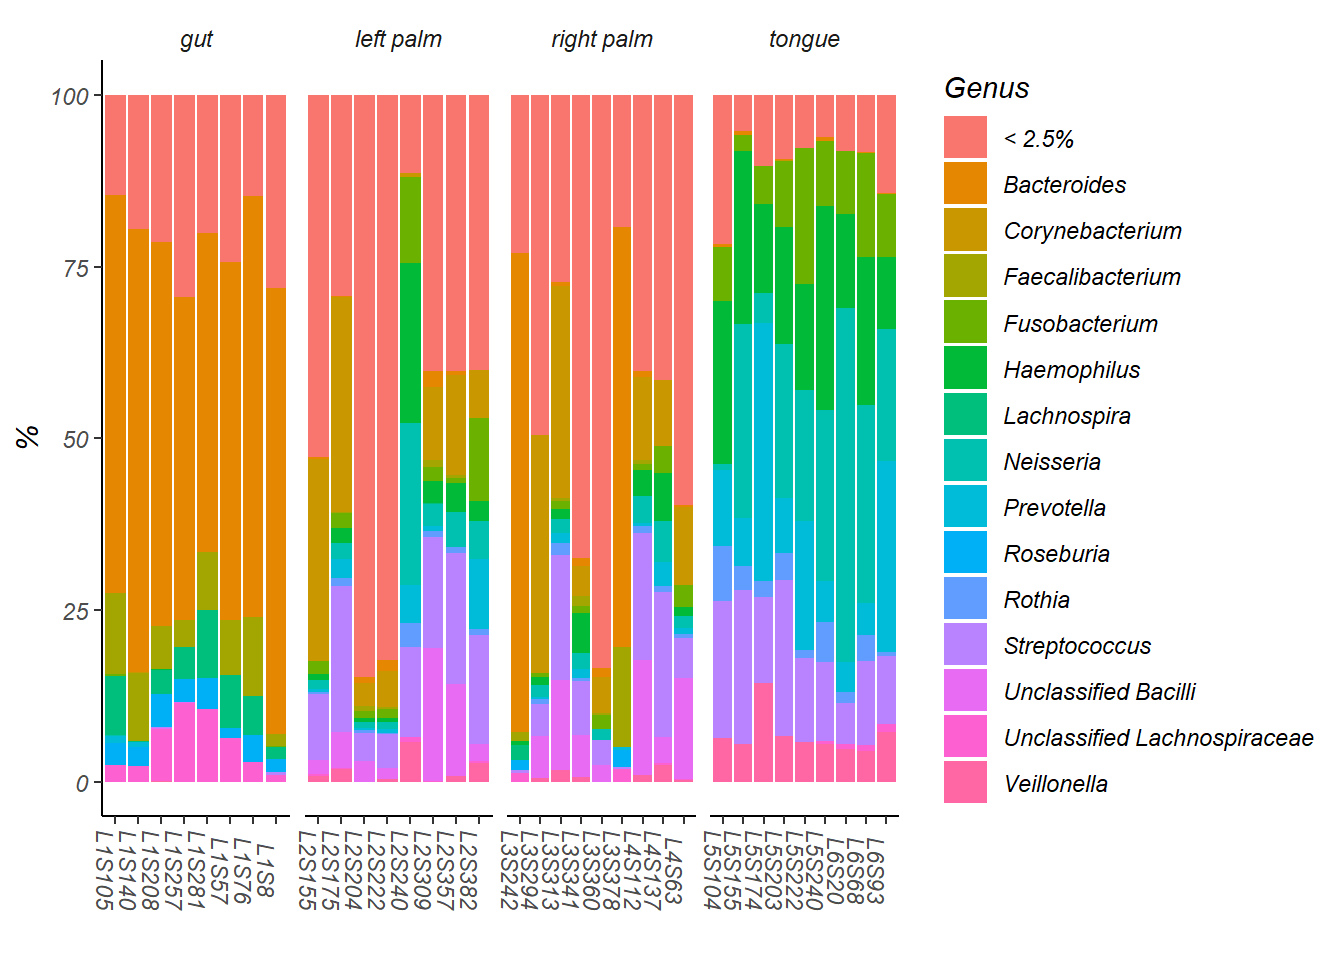 gut
left palm
right palm
tongue
%
100
75
50
25
0
L1S105
L1S140
L1S208
L1S257
L1S281
L1S57
L1S76
L1S8
L2S155
L2S175
L2S204
L2S222
L2S240
L2S309
L2S357
L2S382
L3S242
L3S294
L3S313
L3S341
L3S360
L3S378
L4S112
L4S137
L4S63
L5S104
L5S155
L5S174
L5S203
L5S222
L5S240
L6S20
L6S68
L6S93
Genus
< 2.5%
Bacteroides
Corynebacterium
Faecalibacterium
Fusobacterium
Haemophilus
Lachnospira
Neisseria
Prevotella
Roseburia
Rothia
Streptococcus
Unclassified Bacilli
Unclassified Lachnospiraceae
Veillonella